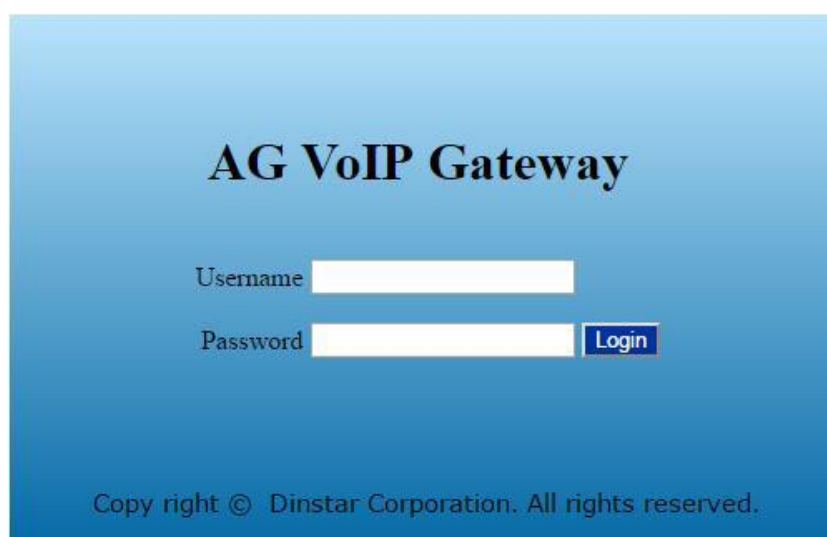 AG VoIP Gateway
Username
Password Login
Copy right © Dinstar Corporation. All rights reserved.